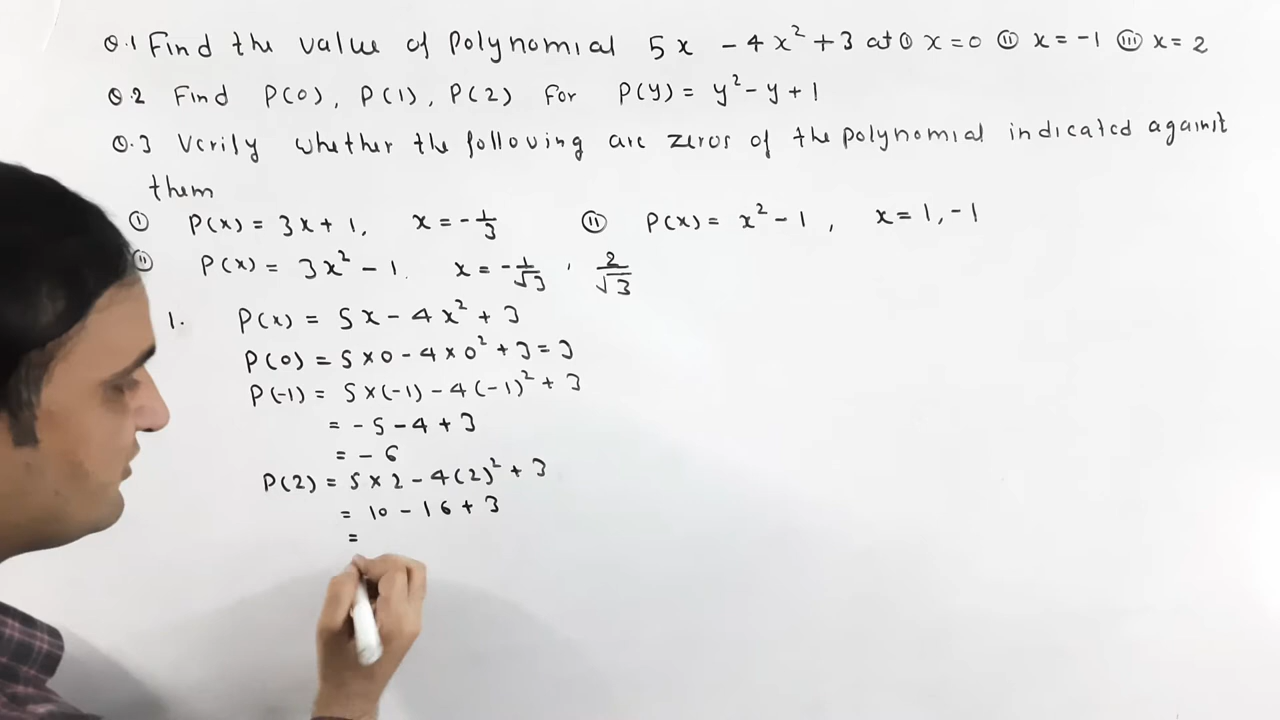 Q.1 Find the value of Polynomial 5x - 4x² + 3 at ⓘ x = 0 ⓘⓘ x = -1 ⓘⓘⓘ x = 2
Q.2 Find P(0), P(1), P(2) For P(y) = y² - y + 1
Q.3 Verify whether the following are zeros of the polynomial indicated against
them
ⓘ P(x) = 3x + 1, x = -1/3 ⓘⓘ P(x) = x² - 1, x = 1, -1
ⓘⓘ P(x) = 3x² - 1. x = -1/√3, 2/√3
1. P(x) = 5x - 4x² + 3
P(0) = 5 × 0 - 4 × 0² + 3 = 3
P(-1) = 5 × (-1) - 4(-1)² + 3
= -5 - 4 + 3
= -6
P(2) = 5 × 2 - 4(2)² + 3
= 10 - 16 + 3
=